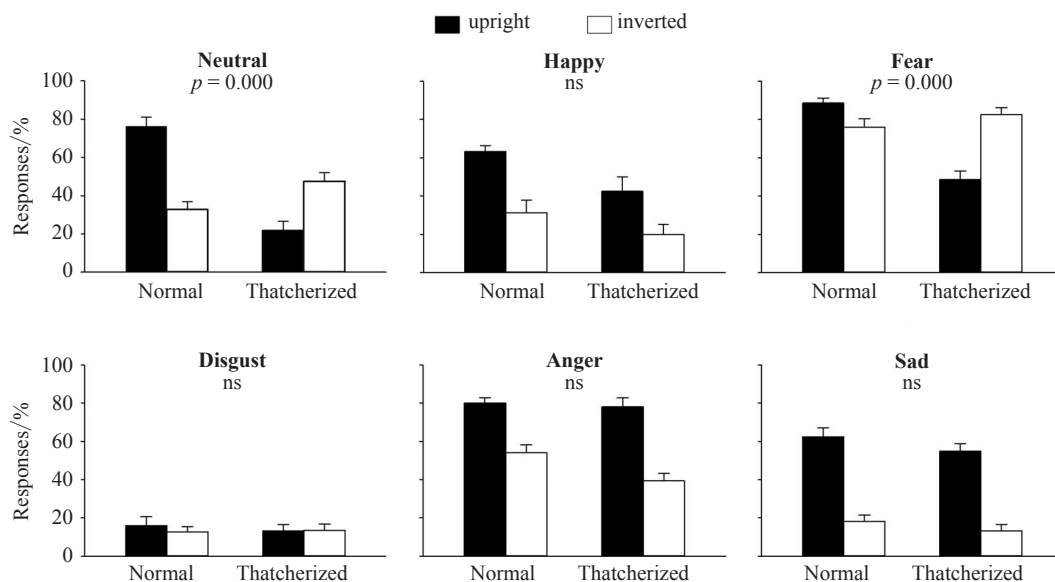 upright inverted
Neutral Happy Fear
p = 0.000 ns p = 0.000
100
80
60
40
20
0
Responses/%
Normal Thatcherized Normal Thatcherized Normal Thatcherized
Disgust Anger Sad
ns ns ns
100
80
60
40
20
0
Responses/%
Normal Thatcherized Normal Thatcherized Normal Thatcherized